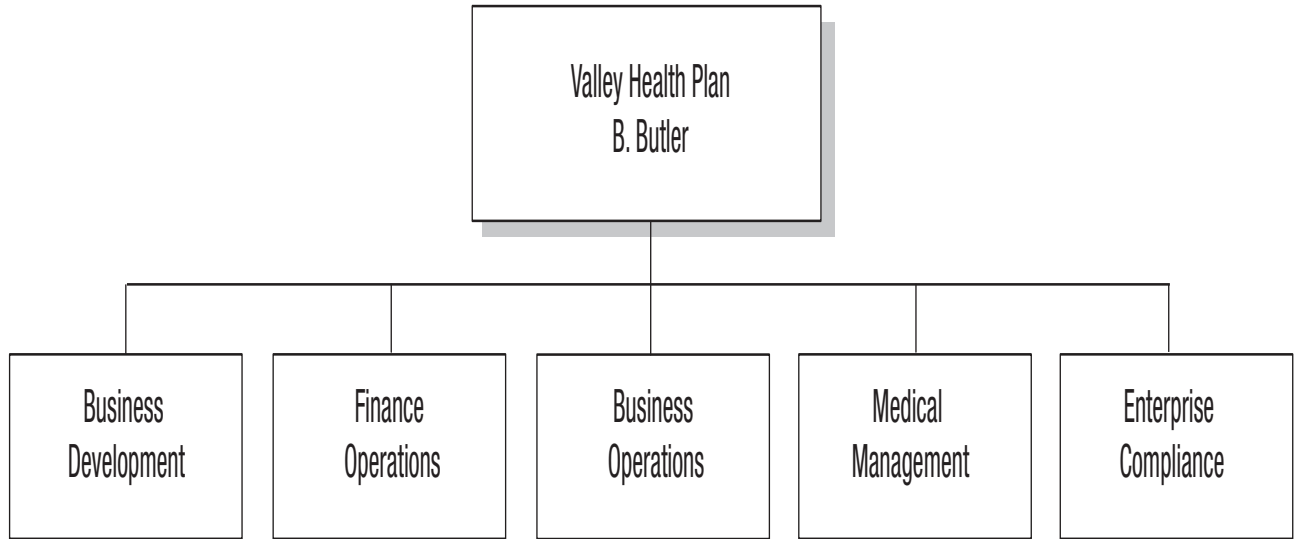 Valley Health Plan
B. Butler
Business
Development
Finance
Operations
Business
Operations
Medical
Management
Enterprise
Compliance